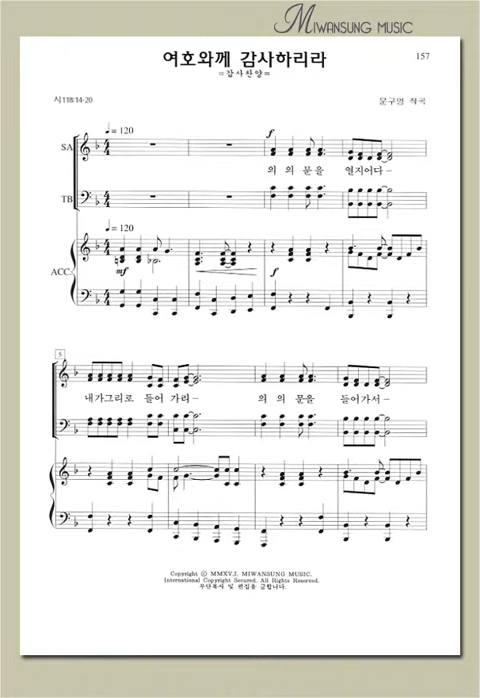 MIWANSUNG MUSIC
여호와께 감사하리라
157
=감사찬양=
시118:14-20
문구영 작곡
♩ = 120
SA
의 의 문을 열지어다-
TB
♩ = 120
ACC.
mf
f
5
내가그리로 들어 가리- 의 의 문을 들어가서-
Copyright ⓒ MMXV.I. MIWANSUNG MUSIC.
International Copyright Secured. All Rights Reserved.
무단복사 및 편집을 금합니다.